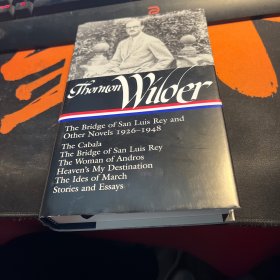 Thornton
Wilder
The Bridge of San Luis Rey and
Other Novels 1926–1948
The Cabala
The Bridge of San Luis Rey
The Woman of Andros
Heaven's My Destination
The Ides of March
Stories and Essays